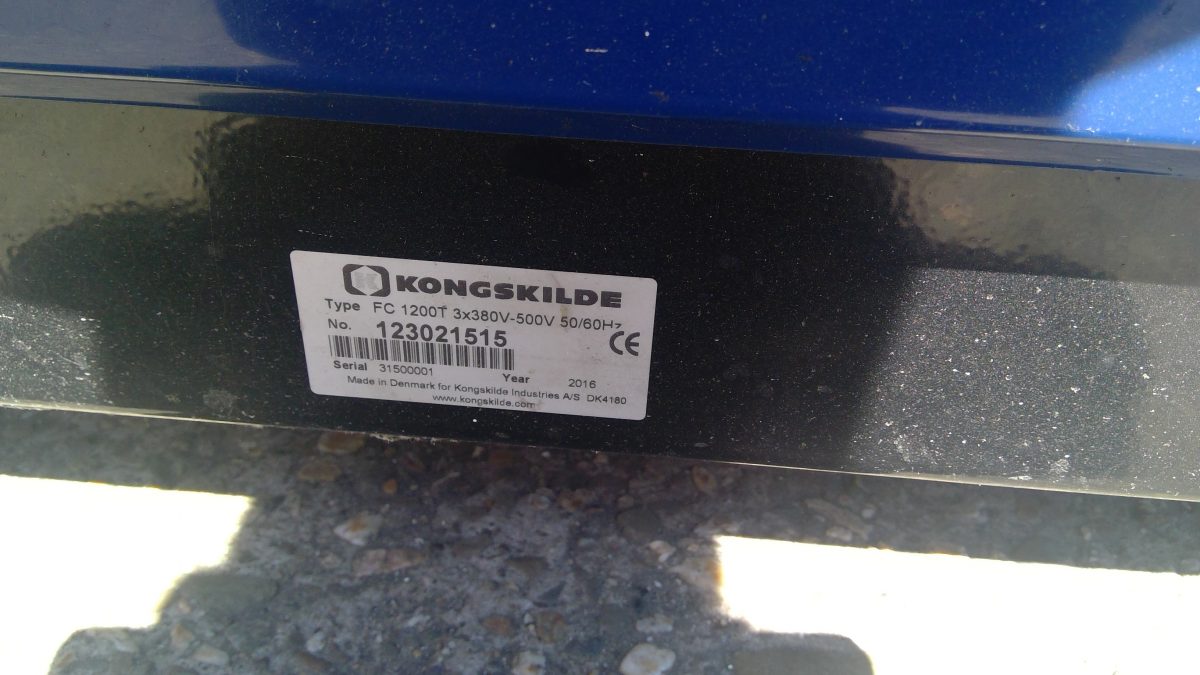 KONGSKILDE
Type FC 1200T 3x380V-500V 50/60Hz
No. 123021515
CE
Serial 31500001 Year 2016
Made in Denmark for Kongskilde Industries A/S DK4180
www.kongskilde.com